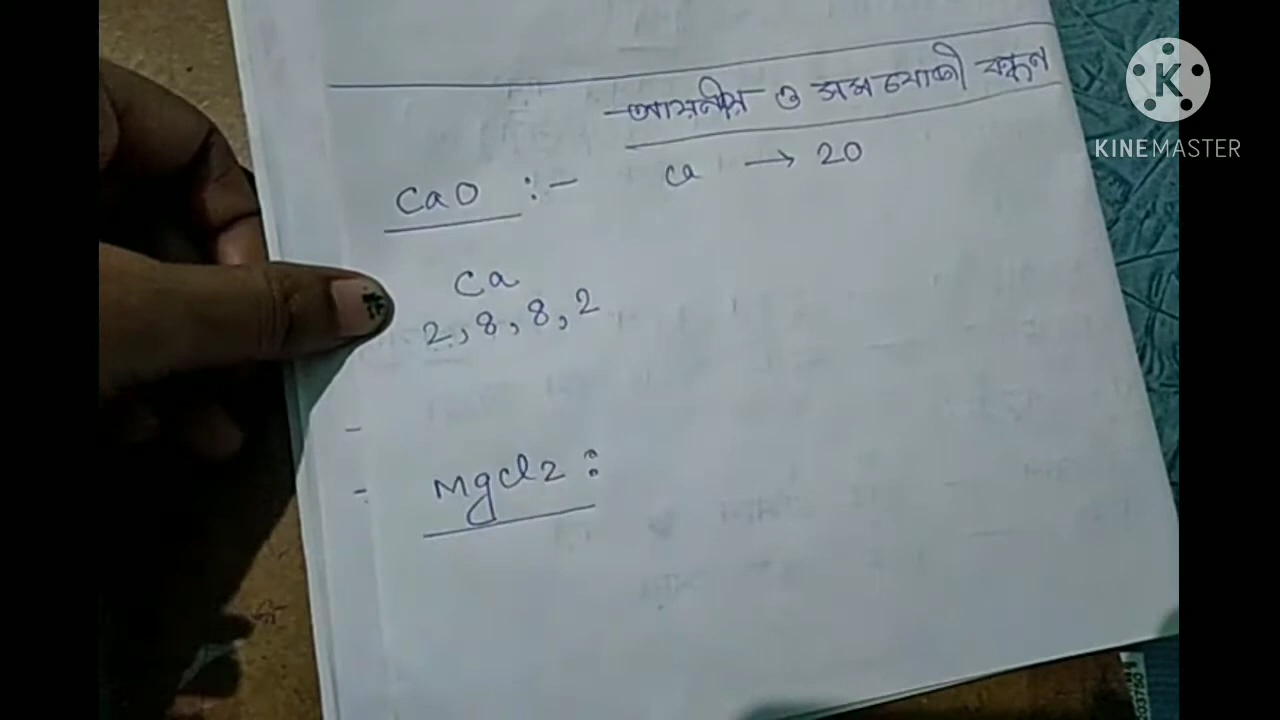 আয়নীয় ও সমযোজী বন্ধন
CaO :- Ca → 20
Ca
2, 8, 8, 2
-
- MgCl2 :
K
KINEMASTER